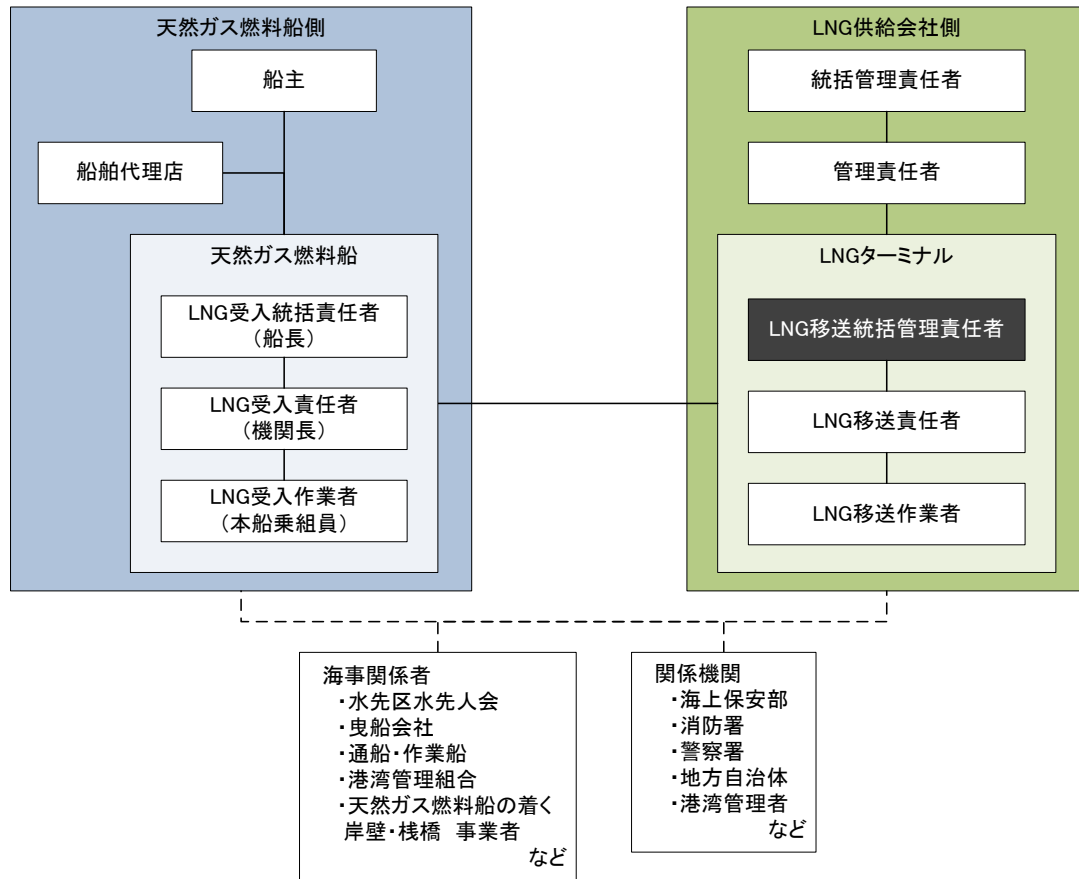 天然ガス燃料船側
船主
船舶代理店
天然ガス燃料船
LNG受入統括責任者
(船長)
LNG受入責任者
(機関長)
LNG受入作業者
(本船乗組員)
LNG供給会社側
統括管理責任者
管理責任者
LNGターミナル
LNG移送統括管理責任者
LNG移送責任者
LNG移送作業者
海事関係者
・水先区水先人会
・曳船会社
・通船・作業船
・港湾管理組合
・天然ガス燃料船の着く
岸壁・桟橋 事業者
など
関係機関
・海上保安部
・消防署
・警察署
・地方自治体
・港湾管理者
など